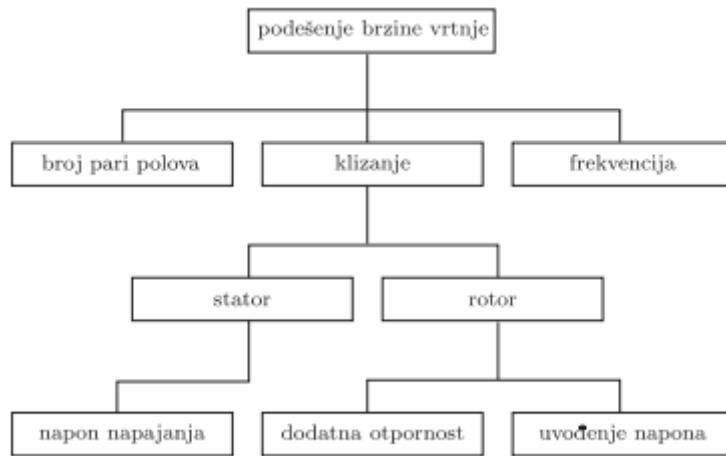 podešenje brzine vrtnje
broj pari polova
klizanje
frekvencija
stator
rotor
napon napajanja
dodatna otpornost
uvođenje napona